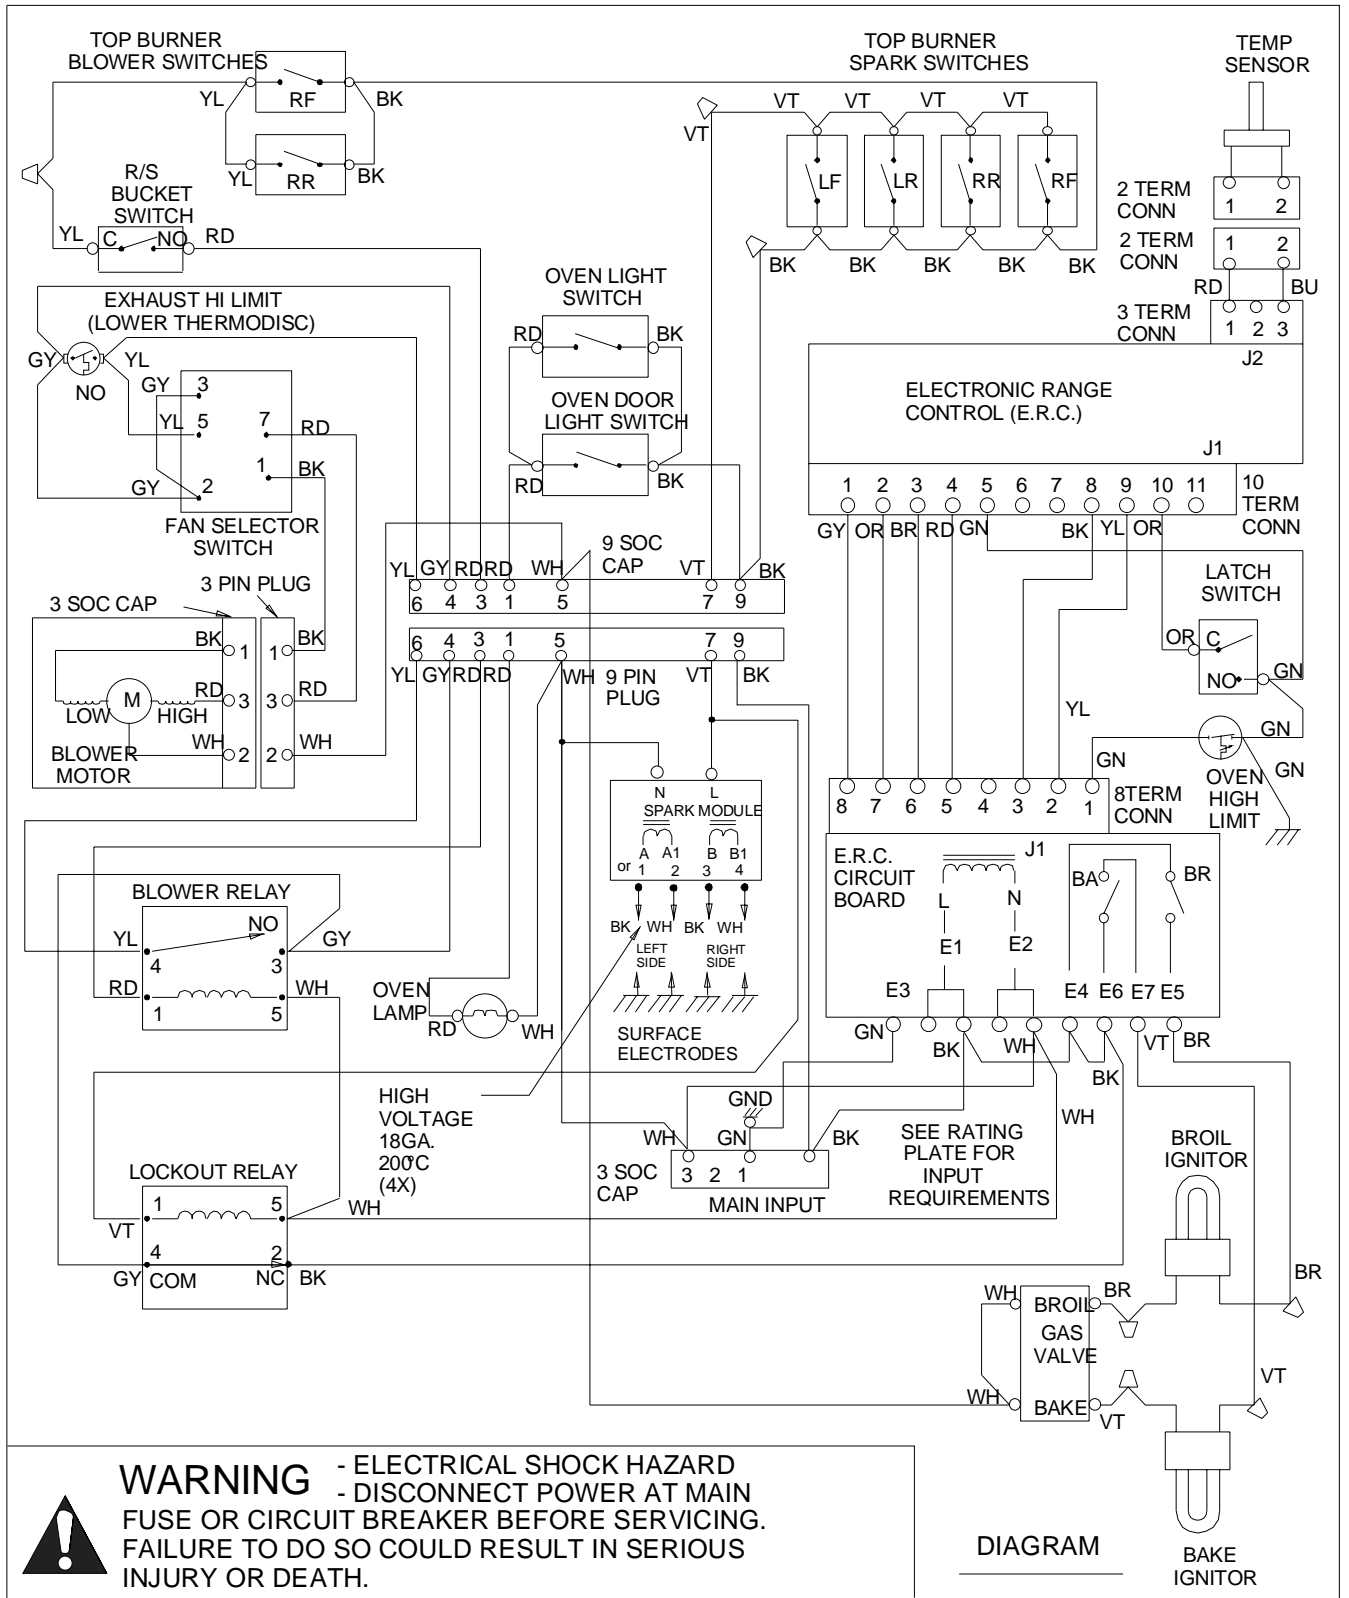 TOP BURNER
BLOWER SWITCHES
TOP BURNER
SPARK SWITCHES
TEMP
SENSOR
YL
RF
BK
VT
VT
VT
VT
VT
YL
RR
BK
LF
LR
RR
RF
R/S
BUCKET
SWITCH
2 TERM
CONN
1
2
YL
C
NO
RD
BK
BK
BK
BK
BK
2 TERM
CONN
1
2
RD
BU
OVEN LIGHT
SWITCH
EXHAUST HI LIMIT
(LOWER THERMODISC)
3 TERM
CONN
1 2 3
J2
RD
BK
GY
YL
NO
GY
3
YL
5
7
RD
1
BK
GY
2
FAN SELECTOR
SWITCH
OVEN DOOR
LIGHT SWITCH
RD
BK
ELECTRONIC RANGE
CONTROL (E.R.C.)
J1
1 2 3 4 5 6 7 8 9 10 11
10
TERM
CONN
GY OR BR RD GN
BK YL OR
9 SOC
CAP
YL GY RD RD WH VT BK
6 4 3 1 5 7 9
3 PIN PLUG
3 SOC CAP
LATCH
SWITCH
6 4 3 1 5 7 9
YL GY RD RD WH VT BK
9 PIN
PLUG
BK
1
1
BK
RD
3
3
RD
WH
2
2
WH
LOW
M
HIGH
BLOWER
MOTOR
OR
C
NO
GN
YL
GN
GN
GN
OVEN
HIGH
LIMIT
8 7 6 5 4 3 2 1
8TERM
CONN
N
L
SPARK MODULE
A A1 B B1
or 1 2 3 4
BK WH BK WH
LEFT
SIDE
RIGHT
SIDE
SURFACE
ELECTRODES
E.R.C.
CIRCUIT
BOARD
J1
L
N
E1
E2
BA
BR
E3
E4 E6 E7 E5
GN
BK
WH
VT
BR
BK
WH
BLOWER RELAY
NO
YL
4
3
GY
RD
1
5
WH
OVEN
LAMP
RD
WH
HIGH
VOLTAGE
18GA.
200°C
(4X)
GND
WH
GN
BK
3 2 1
3 SOC
CAP
MAIN INPUT
SEE RATING
PLATE FOR
INPUT
REQUIREMENTS
BROIL
IGNITOR
LOCKOUT RELAY
1
5
WH
VT
4
2
GY
COM
NC
BK
WH
BROIL
BR
BR
GAS
VALVE
WH
BAKE
VT
VT
BAKE
IGNITOR
WARNING
- ELECTRICAL SHOCK HAZARD
- DISCONNECT POWER AT MAIN
FUSE OR CIRCUIT BREAKER BEFORE SERVICING.
FAILURE TO DO SO COULD RESULT IN SERIOUS
INJURY OR DEATH.
DIAGRAM